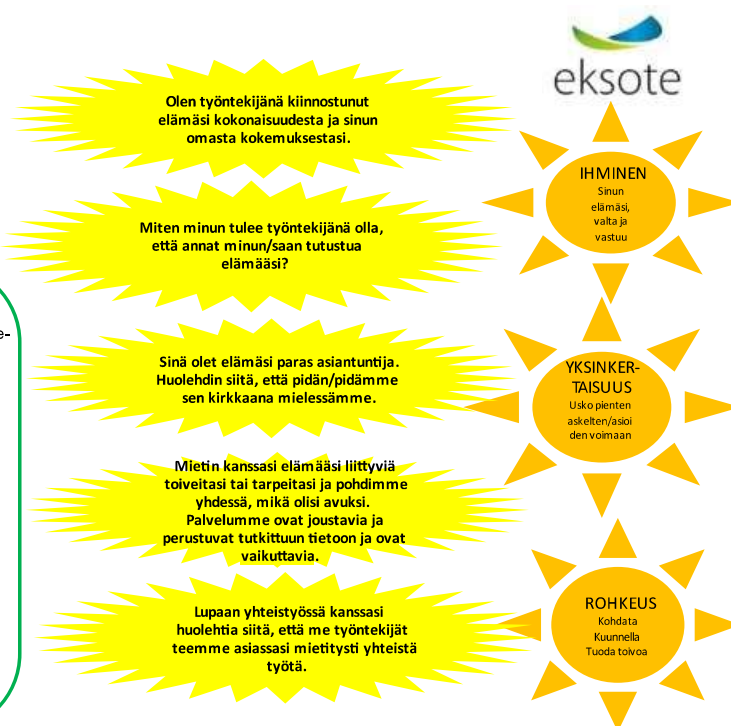 eksote
Olen työntekijänä kiinnostunut
elämäsi kokonaisuudesta ja sinun
omasta kokemuksestasi.
IHMINEN
Sinun
elämäsi,
valta ja
vastuu
Miten minun tulee työntekijänä olla,
että annat minun/saan tutustua
elämääsi?
e-
Sinä olet elämäsi paras asiantuntija.
Huolehdin siitä, että pidän/pidämme
sen kirkkaana mielessämme.
YKSINKER-
TAISUUS
Usko pienten
askelten/asioi
den voimaan
Mietin kanssasi elämääsi liittyviä
toiveitasi tai tarpeitasi ja pohdimme
yhdessä, mikä olisi avuksi.
Palvelumme ovat joustavia ja
perustuvat tutkittuun tietoon ja ovat
vaikuttavia.
Lupaan yhteistyössä kanssasi
huolehtia siitä, että me työntekijät
teemme asiassasi mietitysti yhteistä
työtä.
ROHKEUS
Kohdata
Kuunnella
Tuoda toivoa